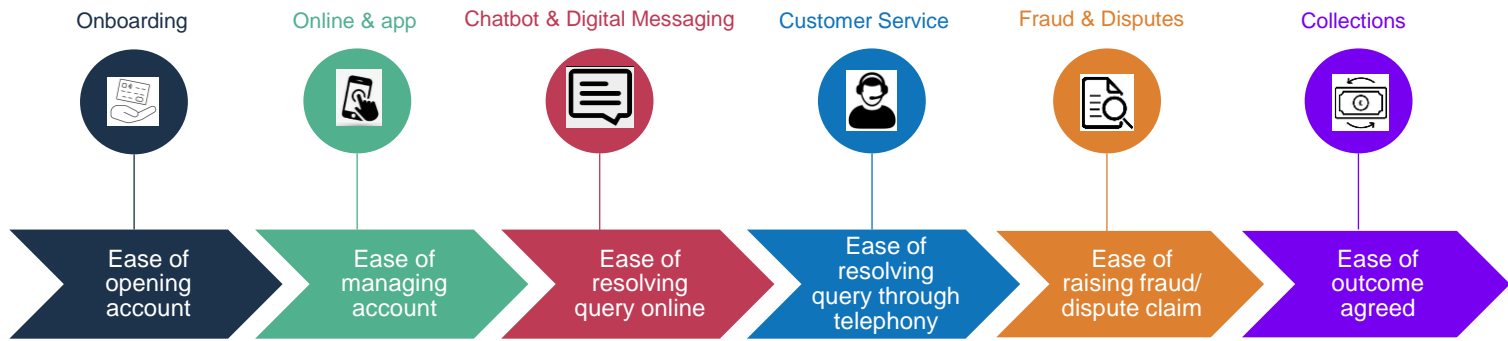 Onboarding
Online & app
Chatbot & Digital Messaging
Customer Service
Fraud & Disputes
Collections
Ease of
opening
account
Ease of
managing
account
Ease of
resolving
query online
Ease of
resolving
query through
telephony
Ease of
raising fraud/
dispute claim
Ease of
outcome
agreed